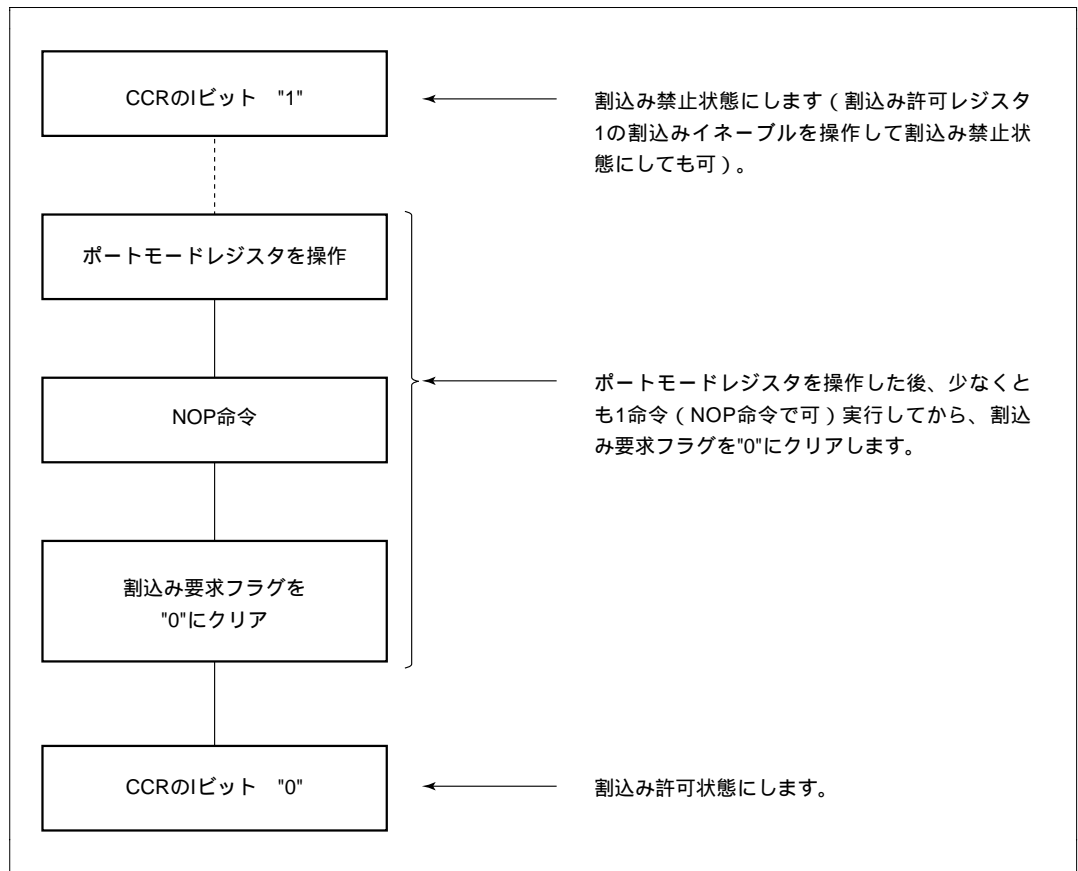 CCRのIビット "1"
割込み禁止状態にします（割込み許可レジスタ
1の割込みイネーブルを操作して割込み禁止状
態にしても可）。
ポートモードレジスタを操作
NOP命令
ポートモードレジスタを操作した後、少なくと
も1命令（NOP命令で可）実行してから、割込
み要求フラグを"0"にクリアします。
割込み要求フラグを
"0"にクリア
CCRのIビット "0"
割込み許可状態にします。